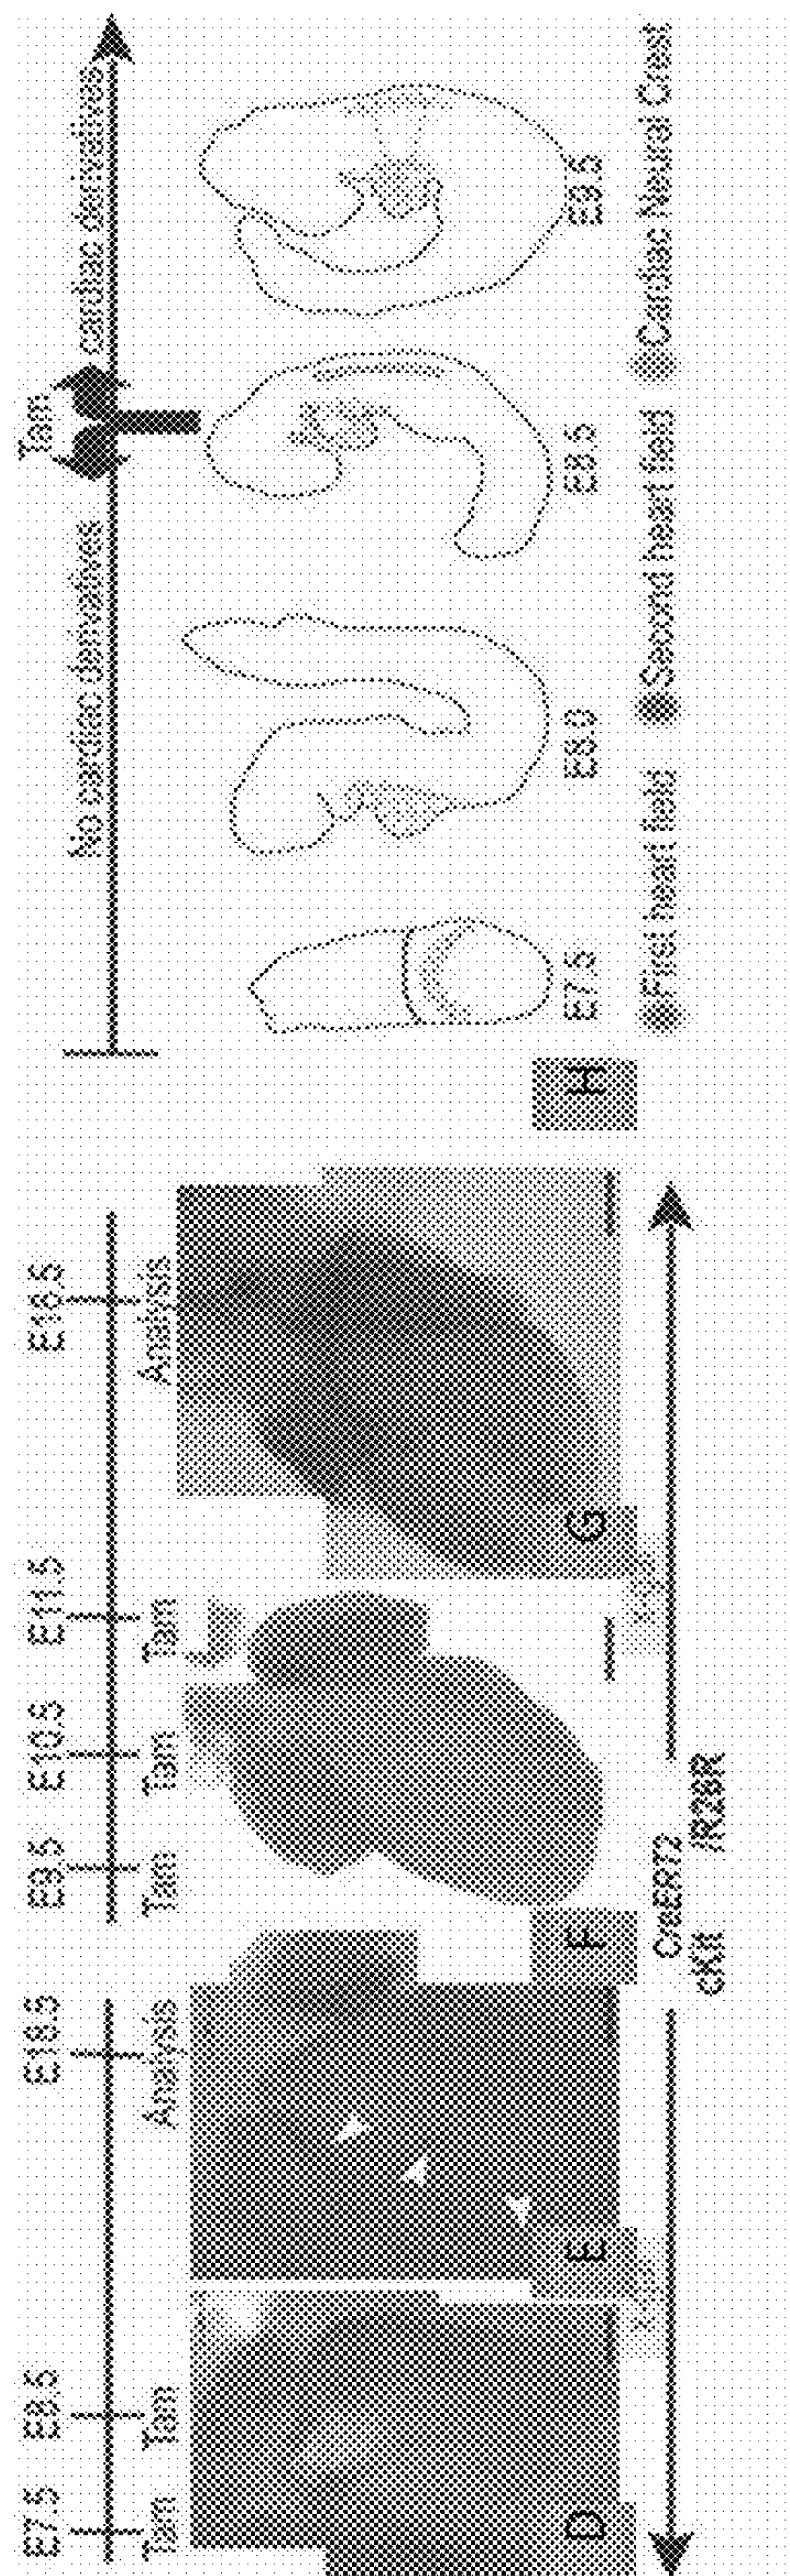 E7.5 E8.5 E18.5
Tam Tam Analysis
E9.5 E10.5 E11.5 E18.5
Tam Tam Tam Analysis
D
E
F
G
cKit CreERT2 /R26R
H
No cardiac derivatives
Tam
cardiac derivatives
E7.5 E8.0 E8.5 E9.5
First heart field Second heart field Cardiac Neural Crest